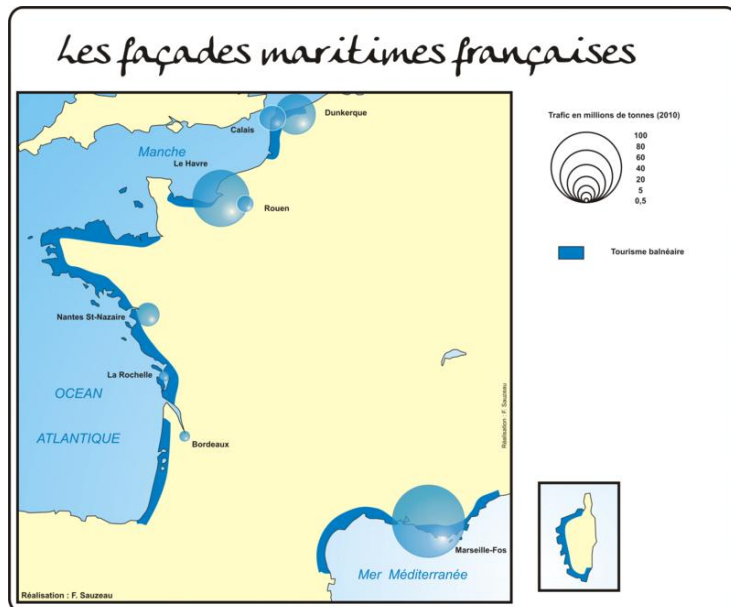 Les façades maritimes françaises
Calais
Dunkerque
Manche
Le Havre
Rouen
Nantes St-Nazaire
La Rochelle
OCEAN
ATLANTIQUE
Bordeaux
Marseille-Fos
Mer Méditerranée
Réalisation : F. Sauzeau
Réalisation : F. Sauzeau
Trafic en millions de tonnes (2010)
100
80
60
40
20
5
0,5
Tourisme balnéaire